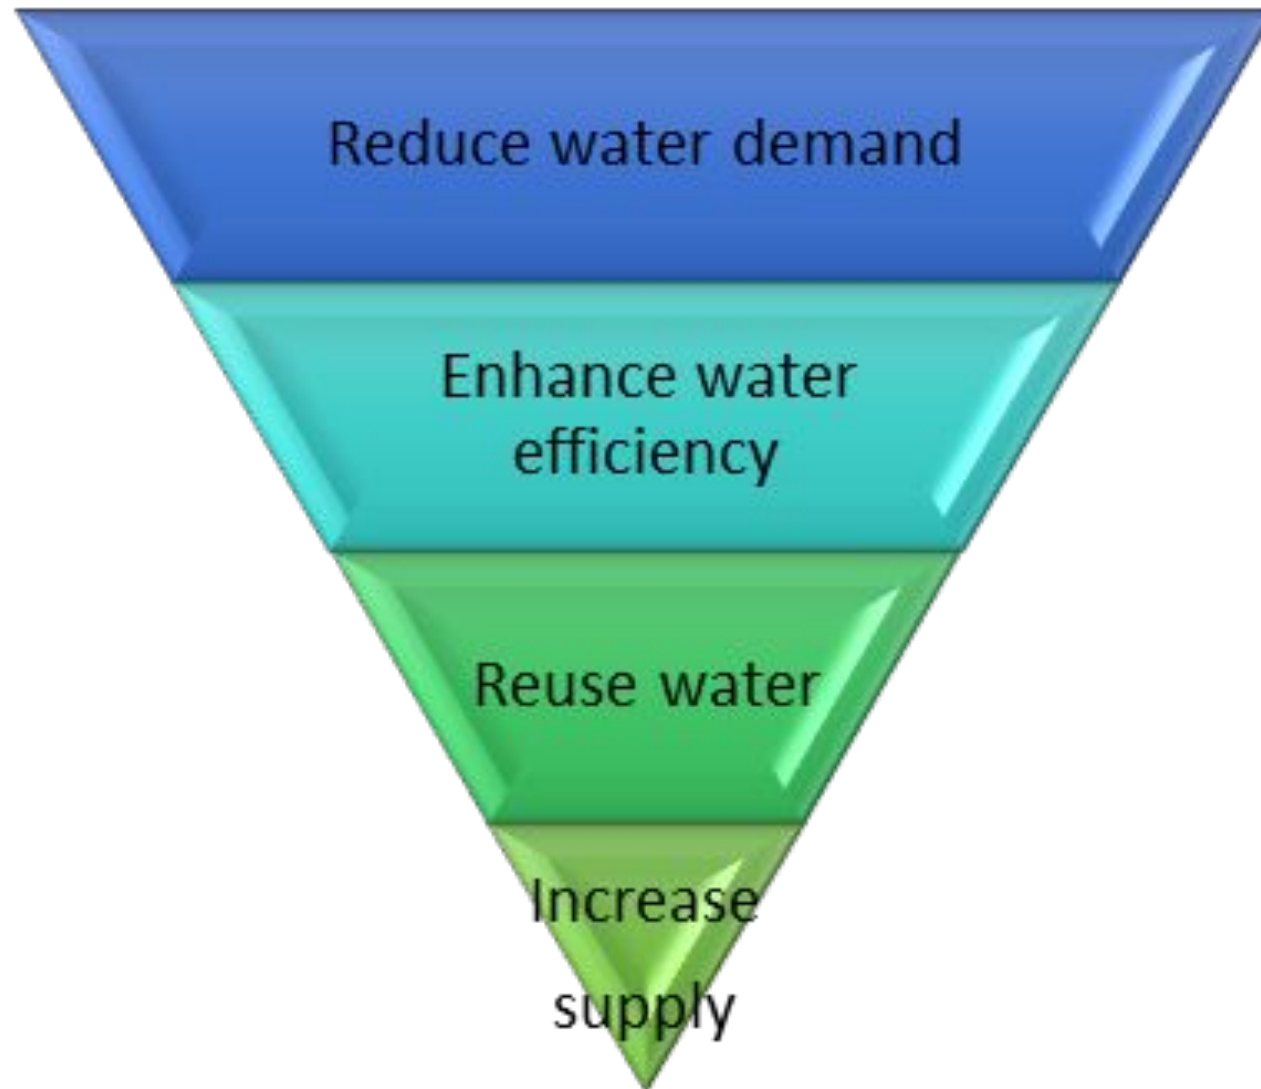 Reduce water demand
Enhance water
efficiency
Reuse water
Increase
supply